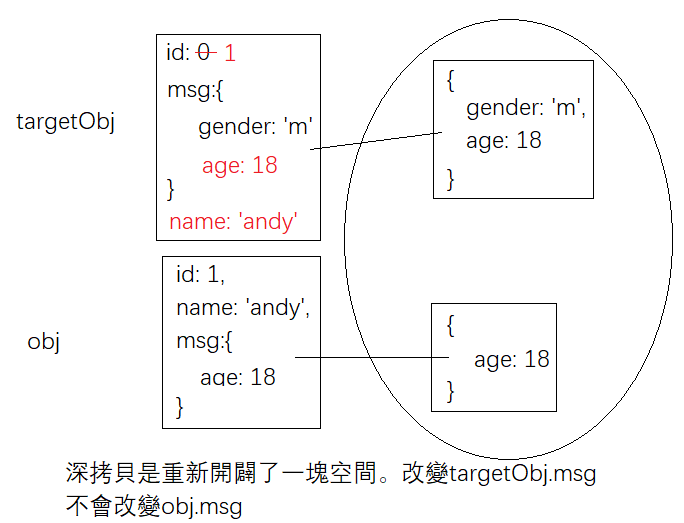 targetObj
id: 0 1
msg:{
gender: 'm'
age: 18
}
name: 'andy'
{
gender: 'm',
age: 18
}
obj
id: 1,
name: 'andy',
msg:{
age: 18
}
{
age: 18
}
深拷貝是重新開闢了一塊空間。改變targetObj.msg
不會改變obj.msg